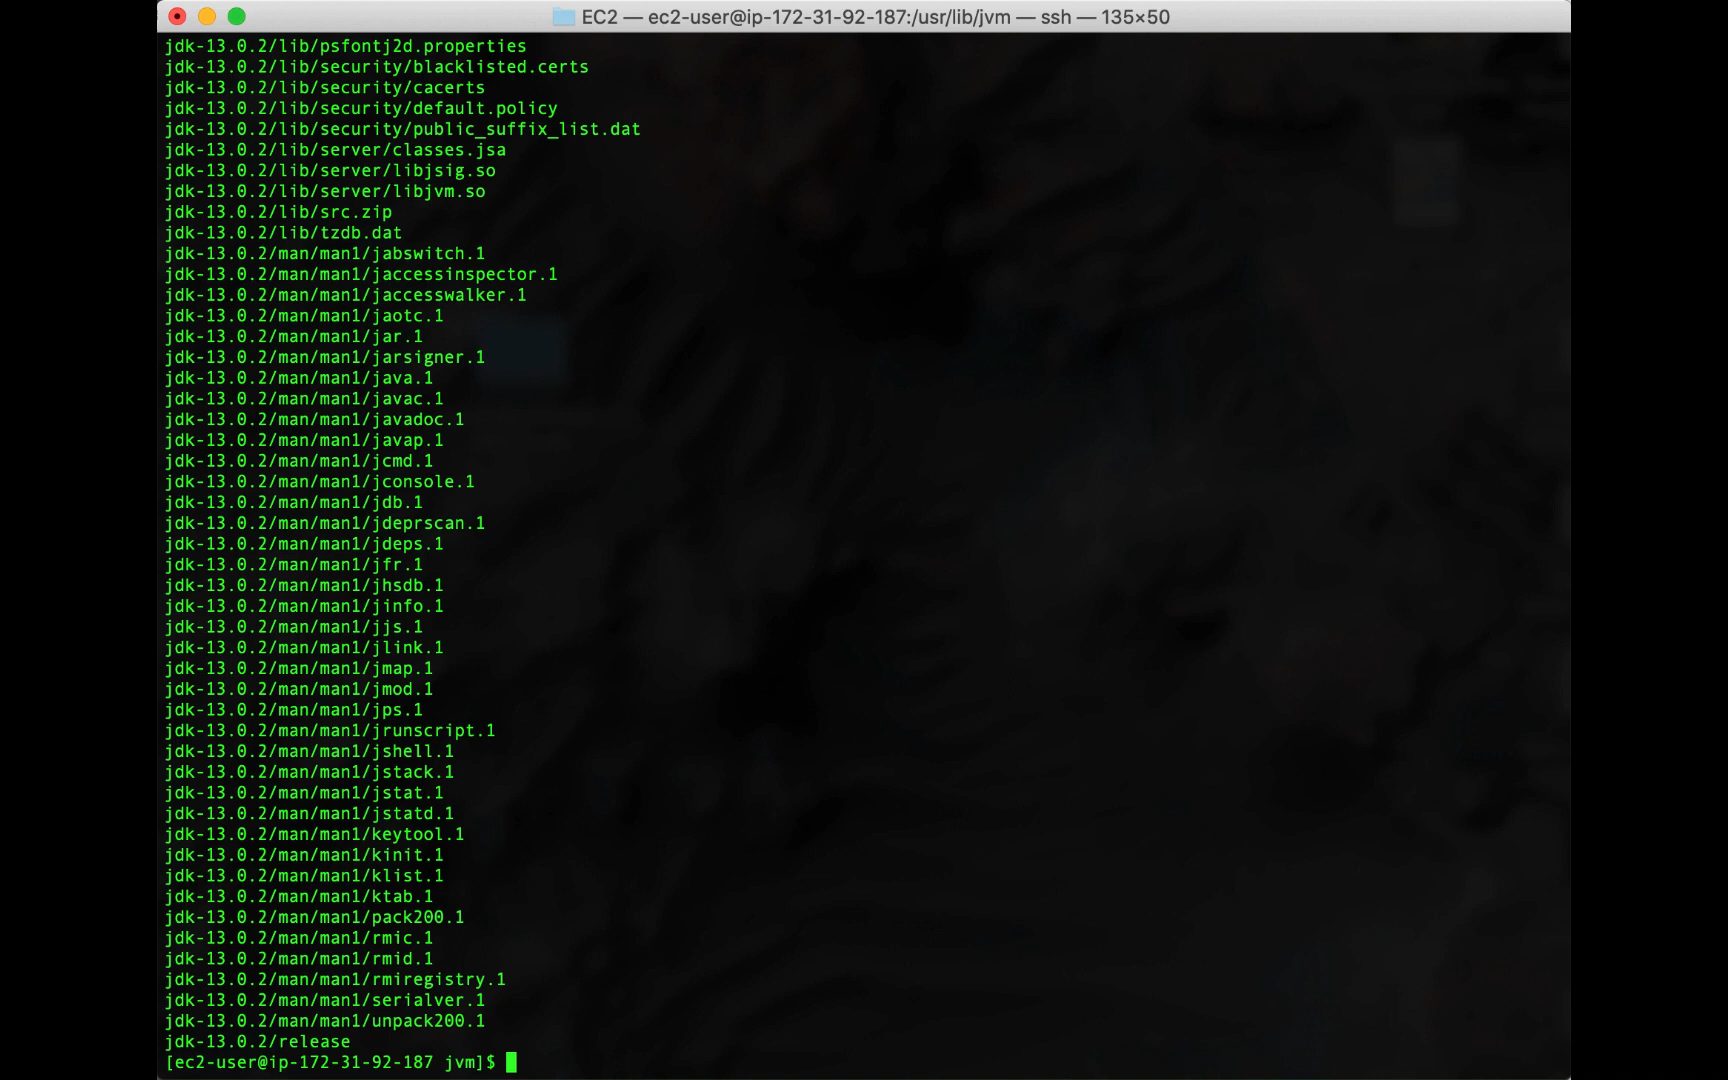 EC2 — ec2-user@ip-172-31-92-187:/usr/lib/jvm — ssh — 135×50
jdk-13.0.2/lib/psfontj2d.properties
jdk-13.0.2/lib/security/blacklisted.certs
jdk-13.0.2/lib/security/cacerts
jdk-13.0.2/lib/security/default.policy
jdk-13.0.2/lib/security/public_suffix_list.dat
jdk-13.0.2/lib/server/classes.jsa
jdk-13.0.2/lib/server/libjsig.so
jdk-13.0.2/lib/server/libjvm.so
jdk-13.0.2/lib/src.zip
jdk-13.0.2/lib/tzdb.dat
jdk-13.0.2/man/man1/jabswitch.1
jdk-13.0.2/man/man1/jaccessinspector.1
jdk-13.0.2/man/man1/jaccesswalker.1
jdk-13.0.2/man/man1/jaotc.1
jdk-13.0.2/man/man1/jar.1
jdk-13.0.2/man/man1/jarsigner.1
jdk-13.0.2/man/man1/java.1
jdk-13.0.2/man/man1/javac.1
jdk-13.0.2/man/man1/javadoc.1
jdk-13.0.2/man/man1/javap.1
jdk-13.0.2/man/man1/jcmd.1
jdk-13.0.2/man/man1/jconsole.1
jdk-13.0.2/man/man1/jdb.1
jdk-13.0.2/man/man1/jdeprscan.1
jdk-13.0.2/man/man1/jdeps.1
jdk-13.0.2/man/man1/jfr.1
jdk-13.0.2/man/man1/jhsdb.1
jdk-13.0.2/man/man1/jinfo.1
jdk-13.0.2/man/man1/jjs.1
jdk-13.0.2/man/man1/jlink.1
jdk-13.0.2/man/man1/jmap.1
jdk-13.0.2/man/man1/jmod.1
jdk-13.0.2/man/man1/jps.1
jdk-13.0.2/man/man1/jrunscript.1
jdk-13.0.2/man/man1/jshell.1
jdk-13.0.2/man/man1/jstack.1
jdk-13.0.2/man/man1/jstat.1
jdk-13.0.2/man/man1/jstatd.1
jdk-13.0.2/man/man1/keytool.1
jdk-13.0.2/man/man1/kinit.1
jdk-13.0.2/man/man1/klist.1
jdk-13.0.2/man/man1/ktab.1
jdk-13.0.2/man/man1/pack200.1
jdk-13.0.2/man/man1/rmic.1
jdk-13.0.2/man/man1/rmid.1
jdk-13.0.2/man/man1/rmiregistry.1
jdk-13.0.2/man/man1/serialver.1
jdk-13.0.2/man/man1/unpack200.1
jdk-13.0.2/release
[ec2-user@ip-172-31-92-187 jvm]$